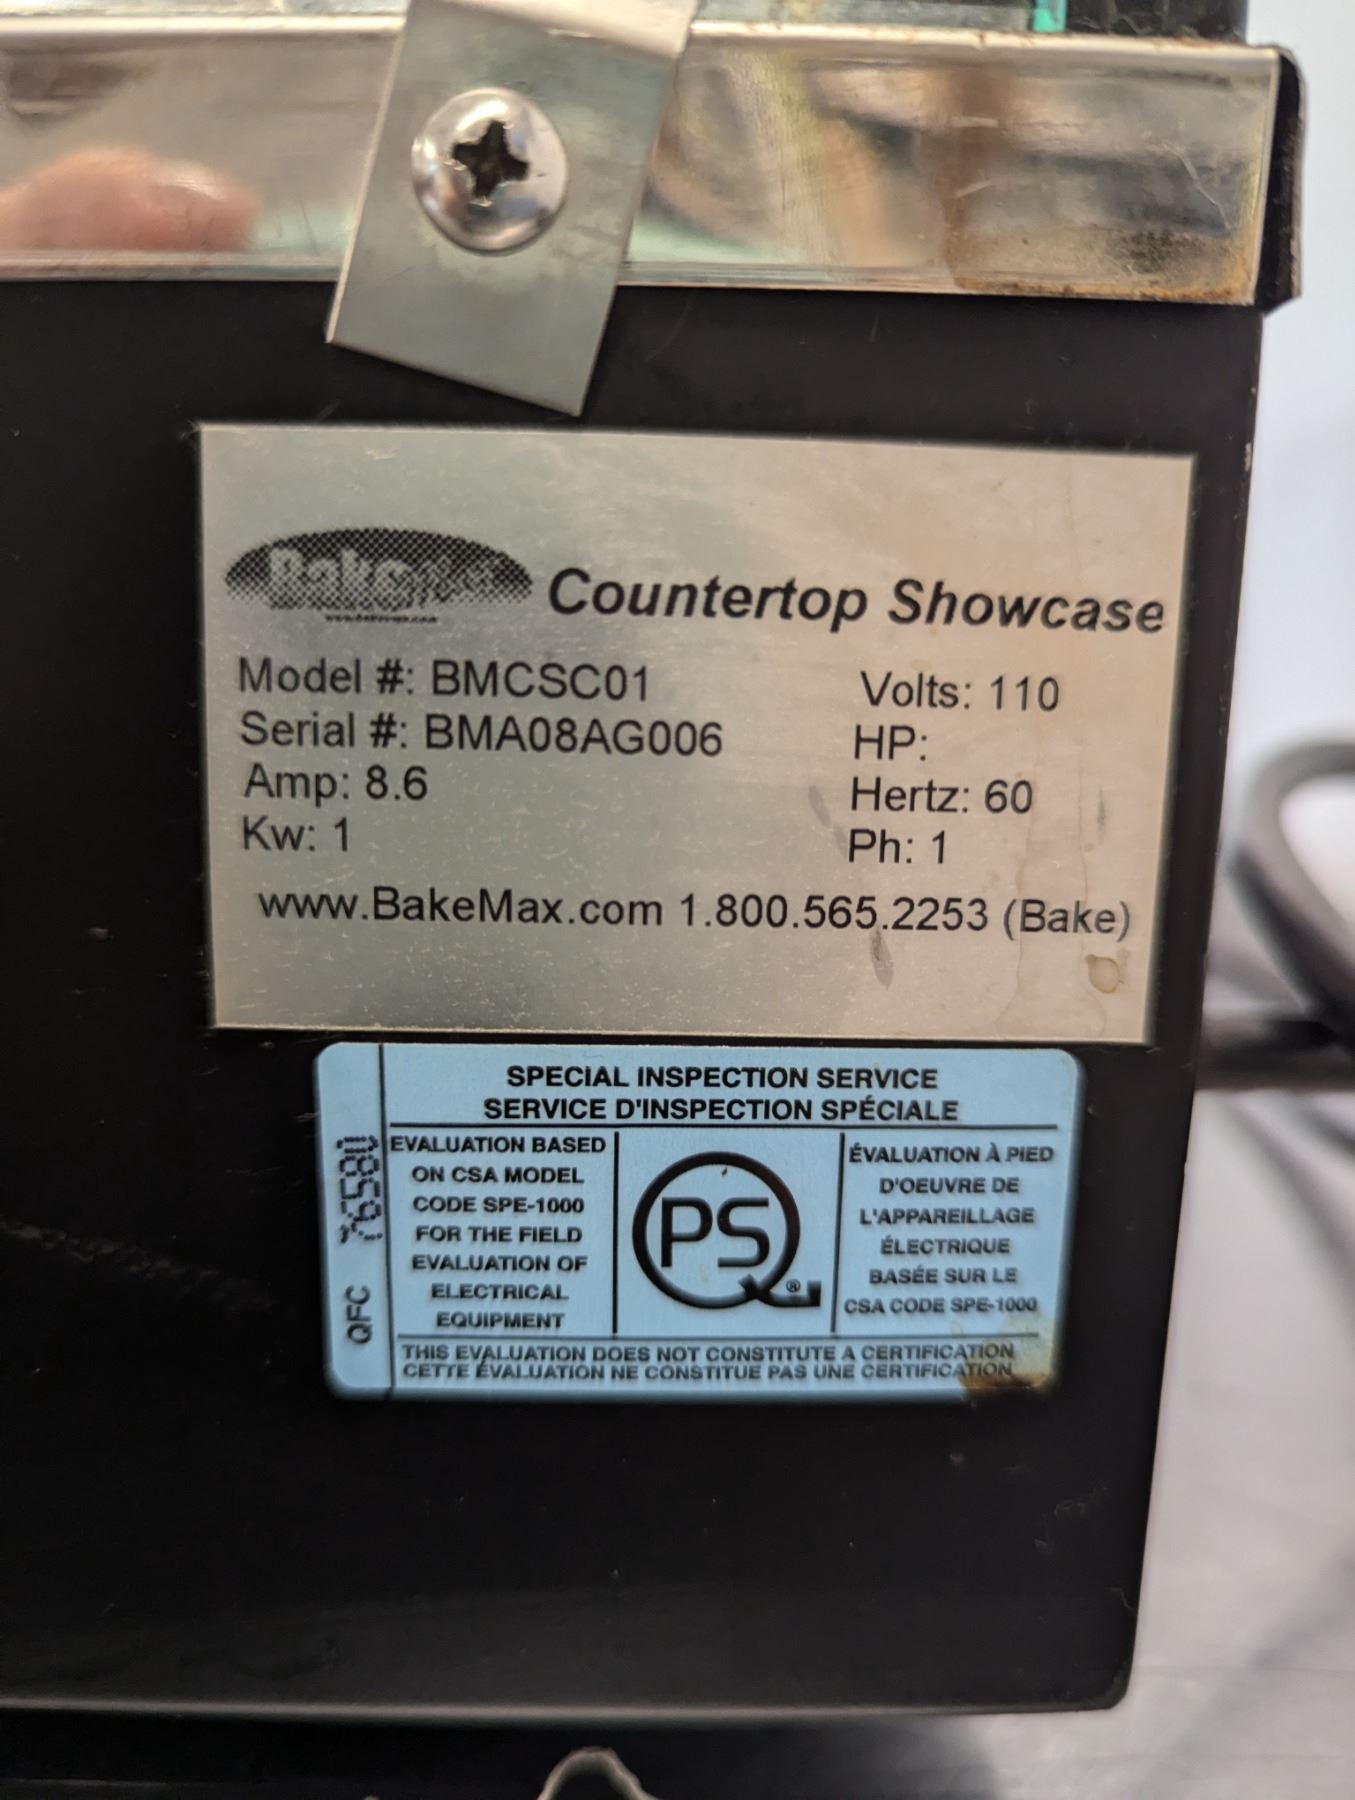 Countertop Showcase
Model #: BMCSC01
Volts: 110
Serial #: BMA08AG006
HP:
Amp: 8.6
Hertz: 60
Kw: 1
Ph: 1
www.BakeMax.com 1.800.565.2253 (Bake)
SPECIAL INSPECTION SERVICE
SERVICE D'INSPECTION SPÉCIALE
QFC
EVALUATION BASED
ON CSA MODEL
CODE SPE-1000
FOR THE FIELD
EVALUATION OF
ELECTRICAL
EQUIPMENT
QPS®
ÉVALUATION À PIED
D'OEUVRE DE
L'APPAREILLAGE
ÉLECTRIQUE
BASÉE SUR LE
CSA CODE SPE-1000
THIS EVALUATION DOES NOT CONSTITUTE A CERTIFICATION
CETTE ÉVALUATION NE CONSTITUE PAS UNE CERTIFICATION